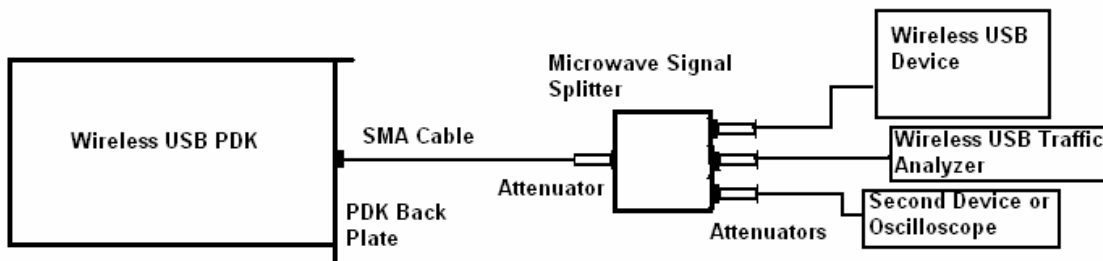 Wireless USB PDK
SMA Cable
PDK Back
Plate
Attenuator
Microwave Signal
Splitter
Attenuators
Wireless USB
Device
Wireless USB Traffic
Analyzer
Second Device or
Oscilloscope